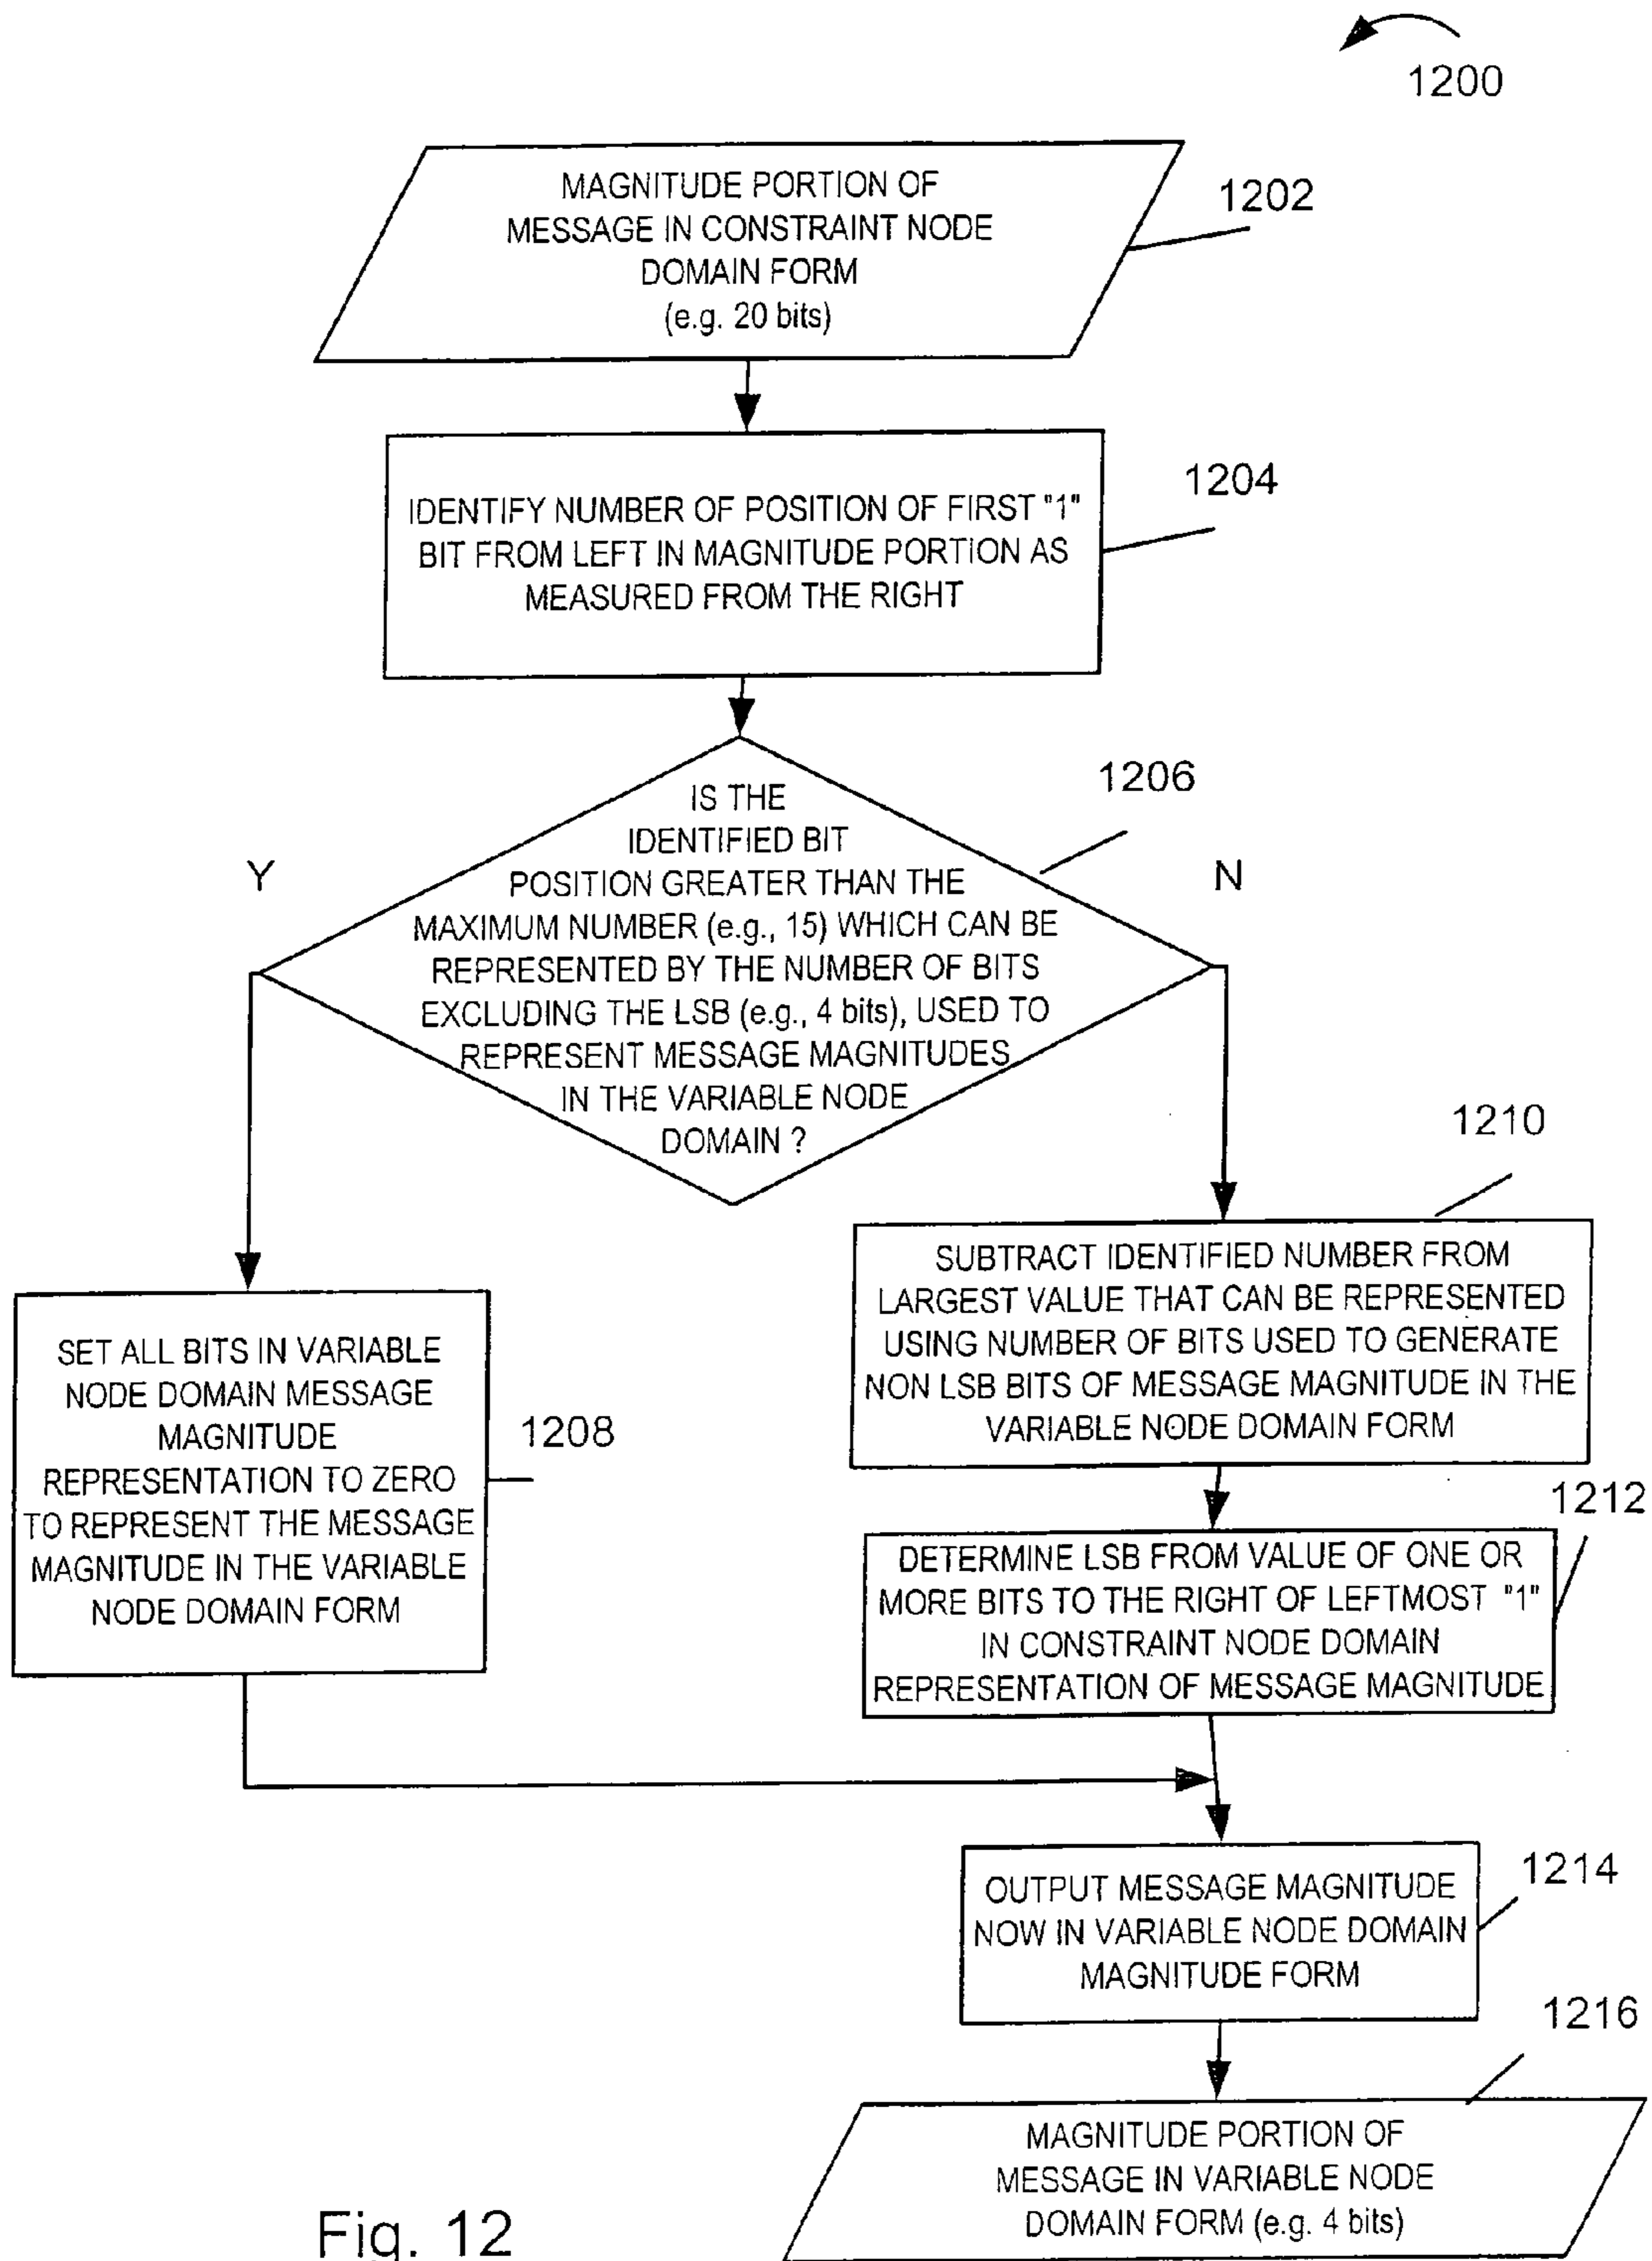 1200
MAGNITUDE PORTION OF
MESSAGE IN CONSTRAINT NODE
DOMAIN FORM
(e.g. 20 bits)
1202
IDENTIFY NUMBER OF POSITION OF FIRST "1"
BIT FROM LEFT IN MAGNITUDE PORTION AS
MEASURED FROM THE RIGHT
1204
IS THE
IDENTIFIED BIT
POSITION GREATER THAN THE
MAXIMUM NUMBER (e.g., 15) WHICH CAN BE
REPRESENTED BY THE NUMBER OF BITS
EXCLUDING THE LSB (e.g., 4 bits), USED TO
REPRESENT MESSAGE MAGNITUDES
IN THE VARIABLE NODE
DOMAIN ?
1206
Y
N
SET ALL BITS IN VARIABLE
NODE DOMAIN MESSAGE
MAGNITUDE
REPRESENTATION TO ZERO
TO REPRESENT THE MESSAGE
MAGNITUDE IN THE VARIABLE
NODE DOMAIN FORM
1208
1210
SUBTRACT IDENTIFIED NUMBER FROM
LARGEST VALUE THAT CAN BE REPRESENTED
USING NUMBER OF BITS USED TO GENERATE
NON LSB BITS OF MESSAGE MAGNITUDE IN THE
VARIABLE NODE DOMAIN FORM
1212
DETERMINE LSB FROM VALUE OF ONE OR
MORE BITS TO THE RIGHT OF LEFTMOST "1"
IN CONSTRAINT NODE DOMAIN
REPRESENTATION OF MESSAGE MAGNITUDE
OUTPUT MESSAGE MAGNITUDE
NOW IN VARIABLE NODE DOMAIN
MAGNITUDE FORM
1214
1216
MAGNITUDE PORTION OF
MESSAGE IN VARIABLE NODE
DOMAIN FORM (e.g. 4 bits)
Fig. 12